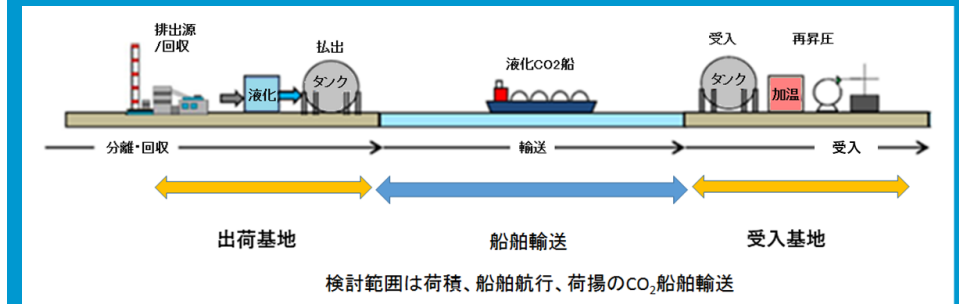 排出源
/回収
払出
受入
再昇圧
液化CO2船
液化
タンク
タンク
加温
分離・回収
輸送
受入
出荷基地
船舶輸送
受入基地
検討範囲は荷積、船舶航行、荷揚のCO₂船舶輸送